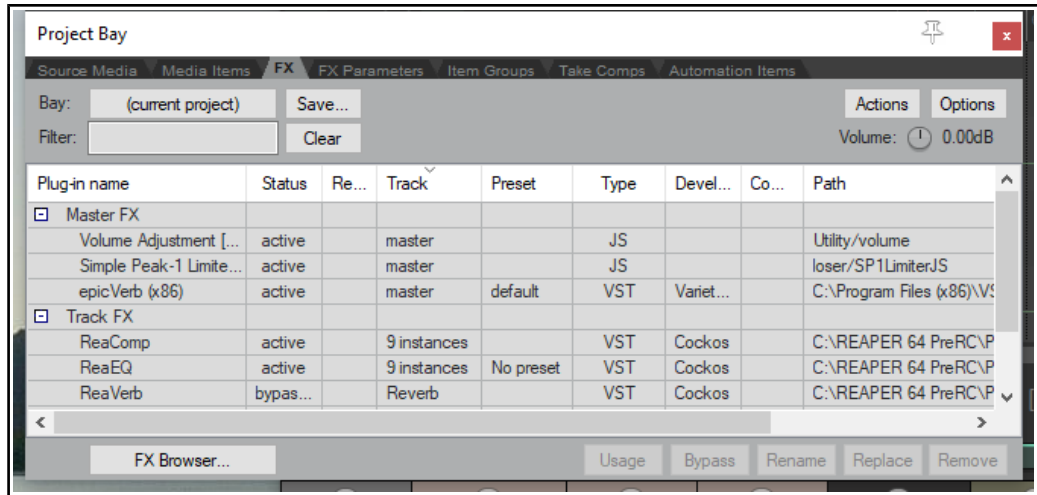 Project Bay
Source Media Media Items FX FX Parameters Item Groups Take Comps Automation Items
Bay: (current project) Save... Actions Options
Filter: Clear Volume: 0.00dB
Plug-in name Status Re... Track Preset Type Devel... Co... Path
Master FX
Volume Adjustment [... active master JS Utility/volume
Simple Peak-1 Limite... active master JS loser/SP1LimiterJS
epicVerb (x86) active master default VST Variet... C:\Program Files (x86)\VS
Track FX
ReaComp active 9 instances VST Cockos C:\REAPER 64 PreRC\P
ReaEQ active 9 instances No preset VST Cockos C:\REAPER 64 PreRC\P
ReaVerb bypas... Reverb VST Cockos C:\REAPER 64 PreRC\P
FX Browser... Usage Bypass Rename Replace Remove